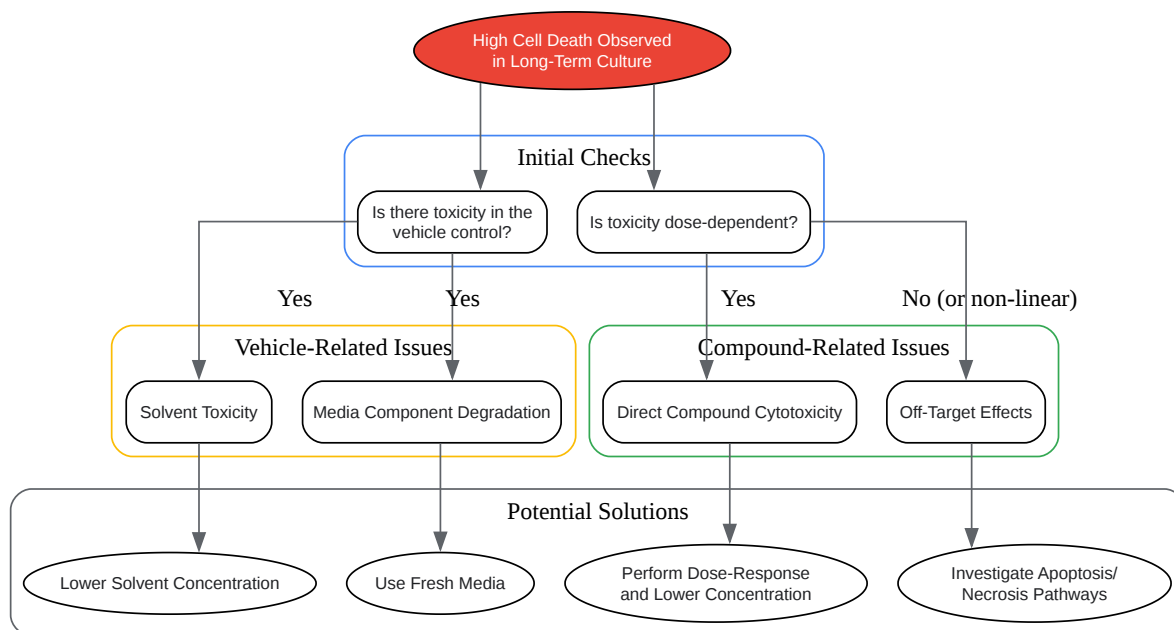 High Cell Death Observed
in Long-Term Culture
Initial Checks
Is there toxicity in the
vehicle control?
Is toxicity dose-dependent?
Yes
Yes
Yes
No (or non-linear)
Vehicle-Related Issues
Compound-Related Issues
Solvent Toxicity
Media Component Degradation
Direct Compound Cytotoxicity
Off-Target Effects
Potential Solutions
Lower Solvent Concentration
Use Fresh Media
Perform Dose-Response
and Lower Concentration
Investigate Apoptosis/
Necrosis Pathways